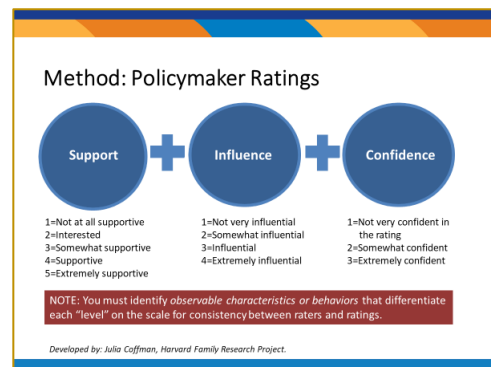 Method: Policymaker Ratings
Support
Influence
Confidence
1=Not at all supportive
2=Interested
3=Somewhat supportive
4=Supportive
5=Extremely supportive
1=Not very influential
2=Somewhat influential
3=Influential
4=Extremely influential
1=Not very confident in
the rating
2=Somewhat confident
3=Extremely confident
NOTE: You must identify observable characteristics or behaviors that differentiate
each “level” on the scale for consistency between raters and ratings.
Developed by: Julia Coffman, Harvard Family Research Project.